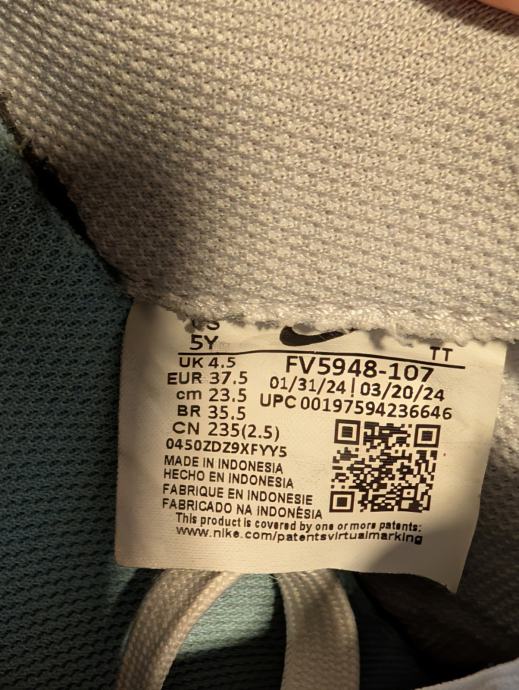 US
5Y
TT
UK 4.5
EUR 37.5
cm 23.5
BR 35.5
CN 235(2.5)
0450ZDZ9XFYY5
FV5948-107
01/31/24 | 03/20/24
UPC 00197594236646
MADE IN INDONESIA
HECHO EN INDONESIA
FABRIQUE EN INDONESIE
FABRICADO NA INDONÉSIA
This product is covered by one or more patents:
www.nike.com/patentsvirtualmarking